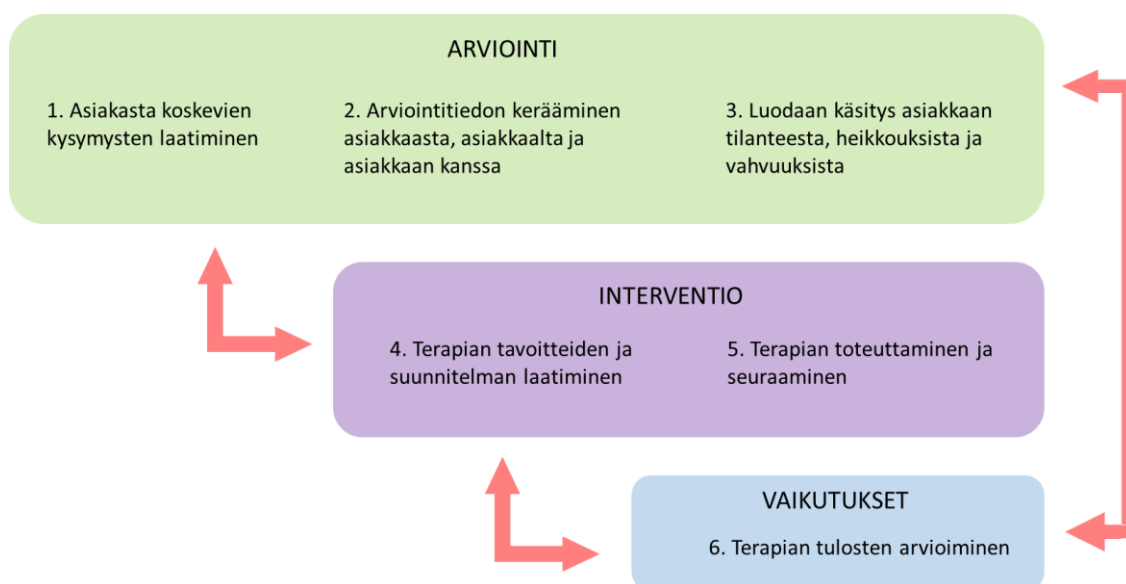 ARVIOINTI
1. Asiakasta koskevien
kysymysten laatiminen
2. Arviointitiedon kerääminen
asiakkaasta, asiakkaalta ja
asiakkaan kanssa
3. Luodaan käsitys asiakkaan
tilanteesta, heikkouksista ja
vahvuuksista
INTERVENTIO
4. Terapian tavoitteiden ja
suunnitelman laatiminen
5. Terapian toteuttaminen ja
seuraaminen
VAIKUTUKSET
6. Terapian tulosten arvioiminen